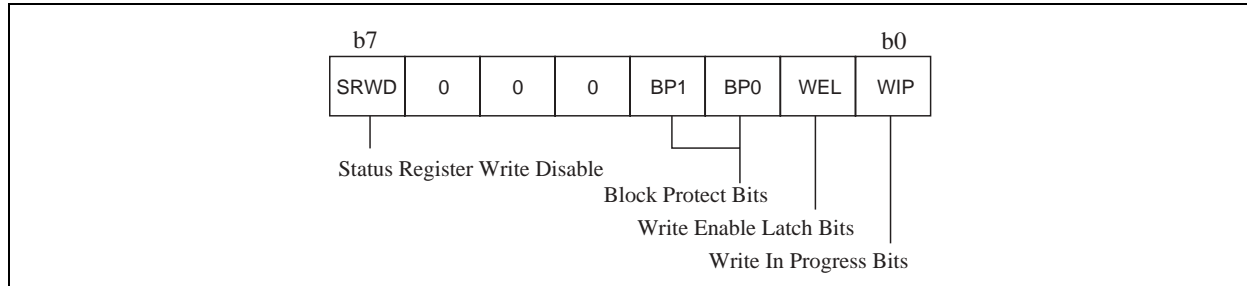 b7 b0
SRWD 0 0 0 BP1 BP0 WEL WIP
Status Register Write Disable
Block Protect Bits
Write Enable Latch Bits
Write In Progress Bits